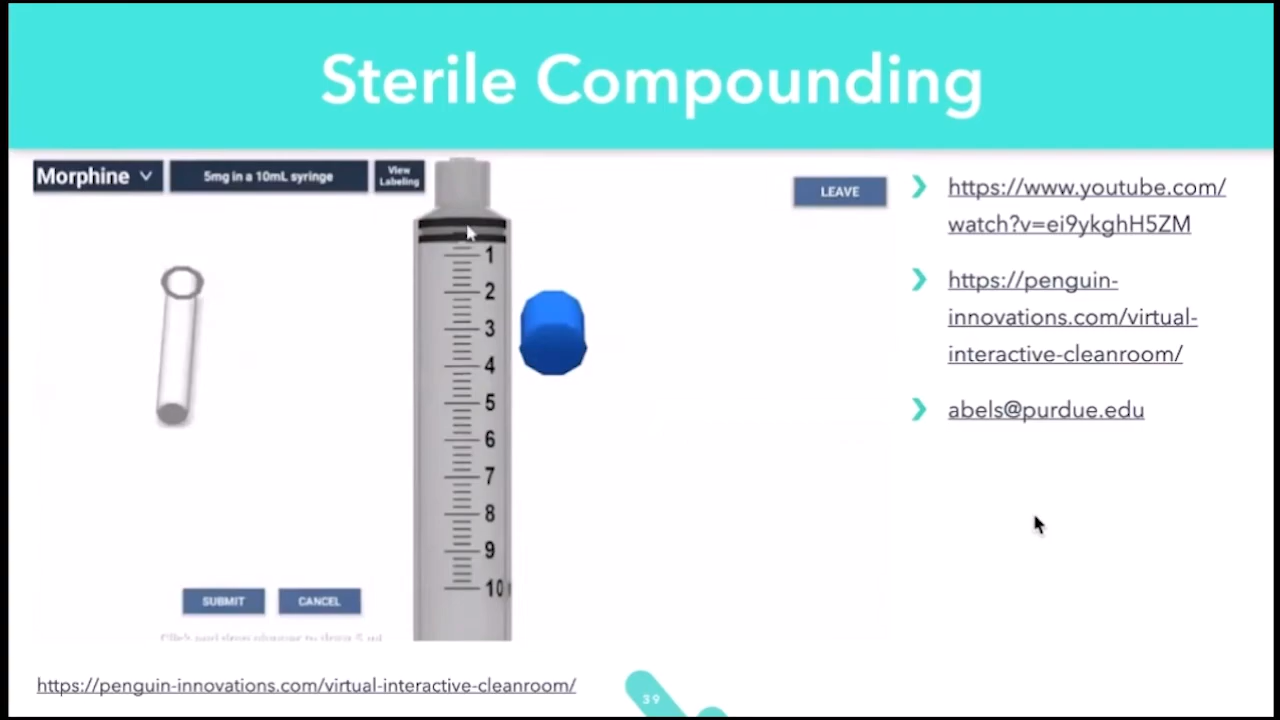 Sterile Compounding
Morphine
5mg in a 10mL syringe
View
Labeling
LEAVE
1
2
3
4
5
6
7
8
9
10
SUBMIT
CANCEL
https://www.youtube.com/
watch?v=ei9ykghH5ZM
https://penguin-
innovations.com/virtual-
interactive-cleanroom/
abels@purdue.edu
https://penguin-innovations.com/virtual-interactive-cleanroom/
39